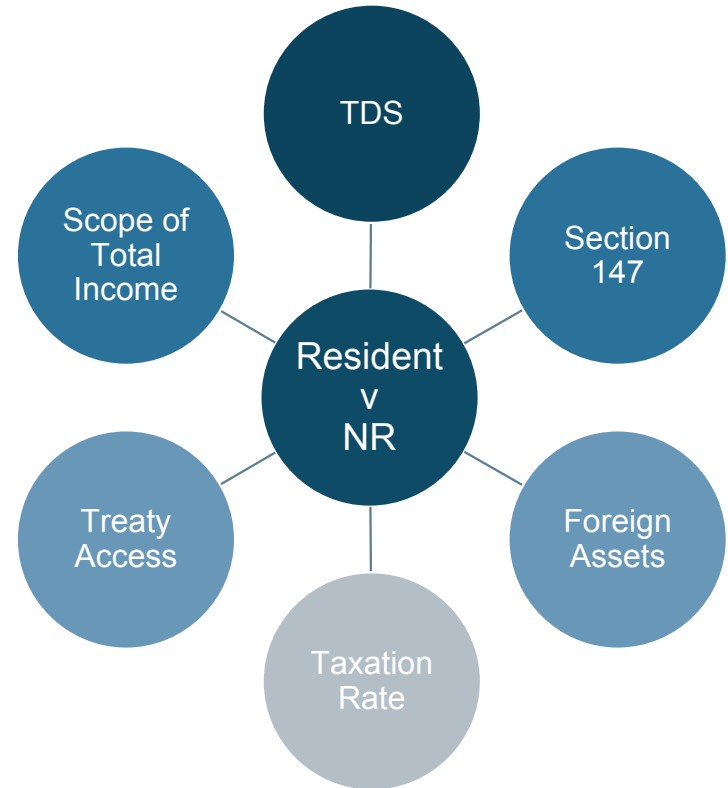 TDS
Scope of
Total
Income
Section
147
Resident
v
NR
Treaty
Access
Foreign
Assets
Taxation
Rate